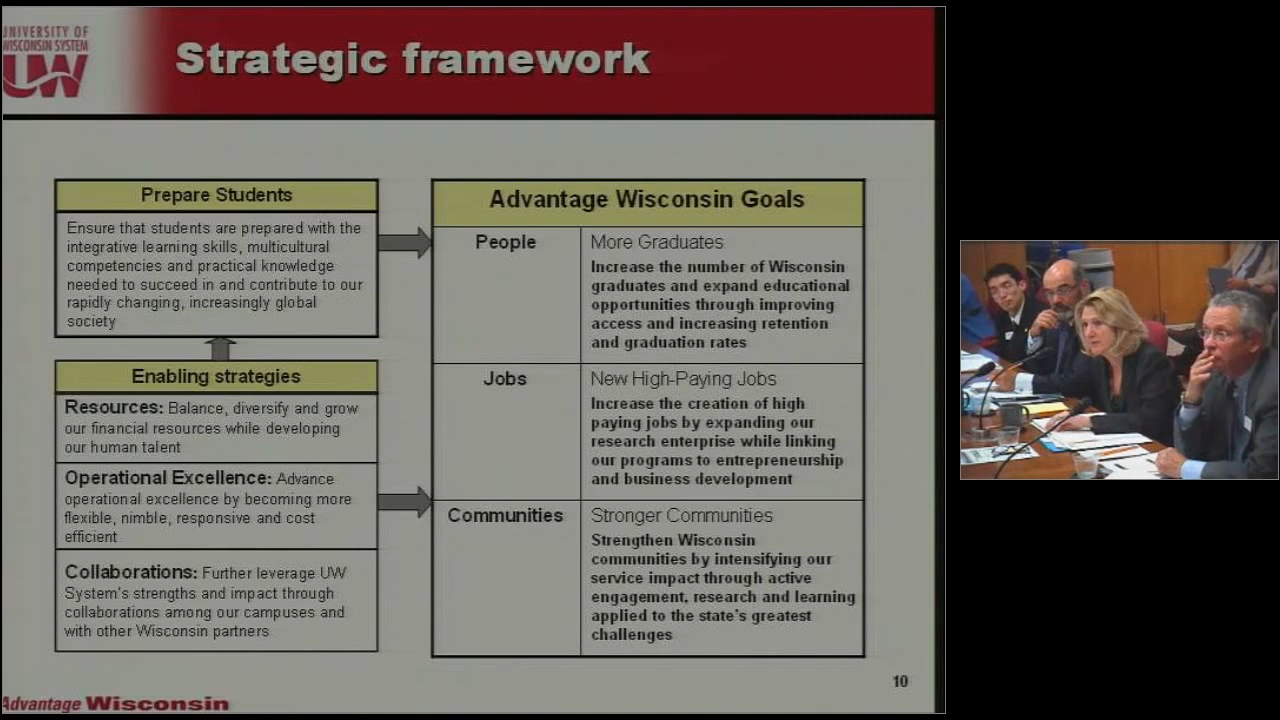 UNIVERSITY OF
WISCONSIN SYSTEM
UW
Strategic framework
Prepare Students
Ensure that students are prepared with the
integrative learning skills, multicultural
competencies and practical knowledge
needed to succeed in and contribute to our
rapidly changing, increasingly global
society
Enabling strategies
Resources: Balance, diversify and grow
our financial resources while developing
our human talent
Operational Excellence: Advance
operational excellence by becoming more
flexible, nimble, responsive and cost
efficient
Collaborations: Further leverage UW
System's strengths and impact through
collaborations among our campuses and
with other Wisconsin partners
Advantage Wisconsin Goals
People
More Graduates
Increase the number of Wisconsin
graduates and expand educational
opportunities through improving
access and increasing retention
and graduation rates
Jobs
New High-Paying Jobs
Increase the creation of high
paying jobs by expanding our
research enterprise while linking
our programs to entrepreneurship
and business development
Communities
Stronger Communities
Strengthen Wisconsin
communities by intensifying our
service impact through active
engagement, research and learning
applied to the state's greatest
challenges
10
Advantage Wisconsin